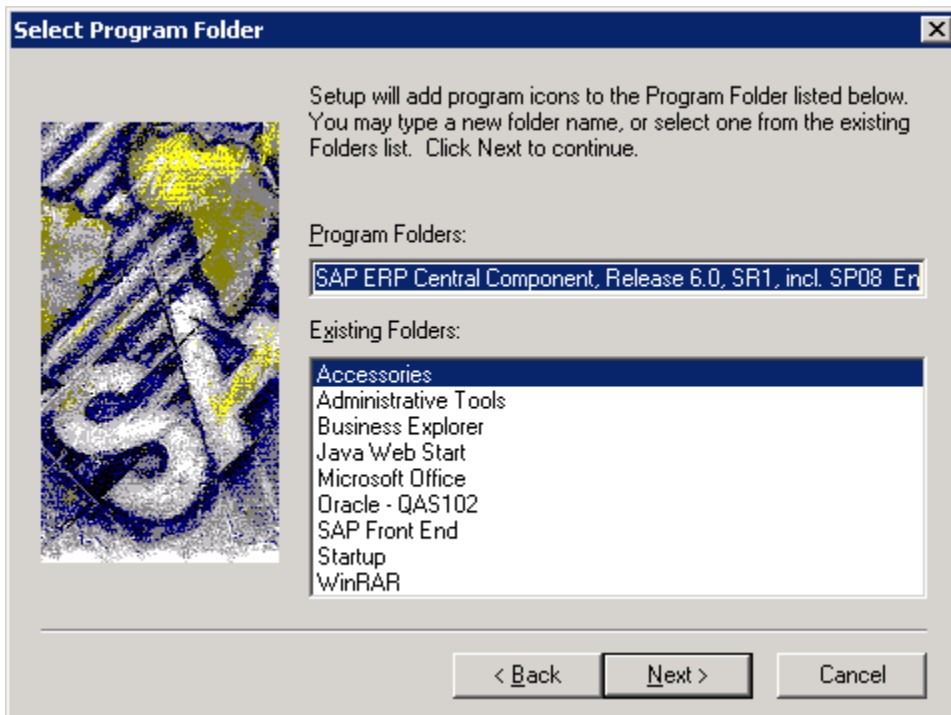 Select Program Folder
Setup will add program icons to the Program Folder listed below.
You may type a new folder name, or select one from the existing
Folders list. Click Next to continue.
Program Folders:
SAP ERP Central Component, Release 6.0, SR1, incl. SP08 En
Existing Folders:
Accessories
Administrative Tools
Business Explorer
Java Web Start
Microsoft Office
Oracle - QAS102
SAP Front End
Startup
WinRAR
< Back
Next >
Cancel